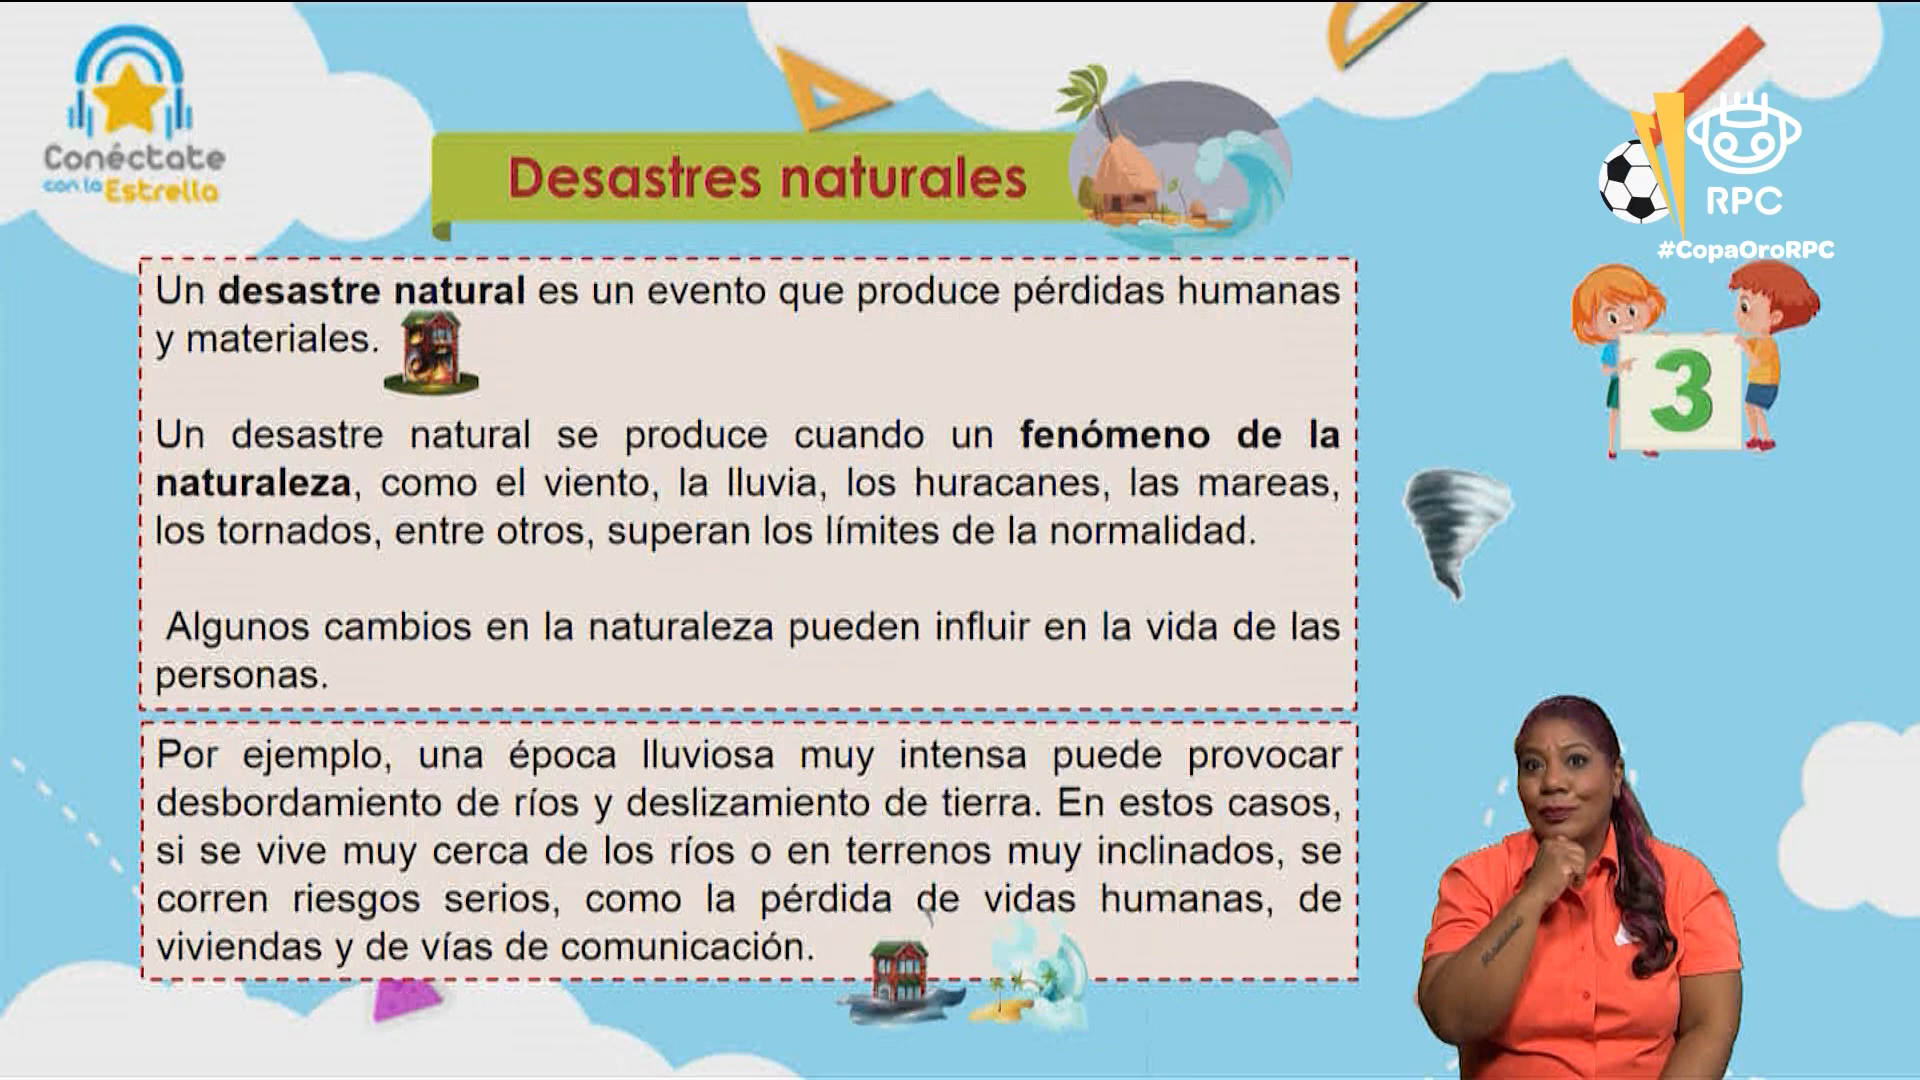 Conéctate
con la Estrella
Desastres naturales
RPC
#CopaOroRPC
3
Un desastre natural es un evento que produce pérdidas humanas
y materiales.
Un desastre natural se produce cuando un fenómeno de la
naturaleza, como el viento, la lluvia, los huracanes, las mareas,
los tornados, entre otros, superan los límites de la normalidad.
Algunos cambios en la naturaleza pueden influir en la vida de las
personas.
Por ejemplo, una época lluviosa muy intensa puede provocar
desbordamiento de ríos y deslizamiento de tierra. En estos casos,
si se vive muy cerca de los ríos o en terrenos muy inclinados, se
corren riesgos serios, como la pérdida de vidas humanas, de
viviendas y de vías de comunicación.